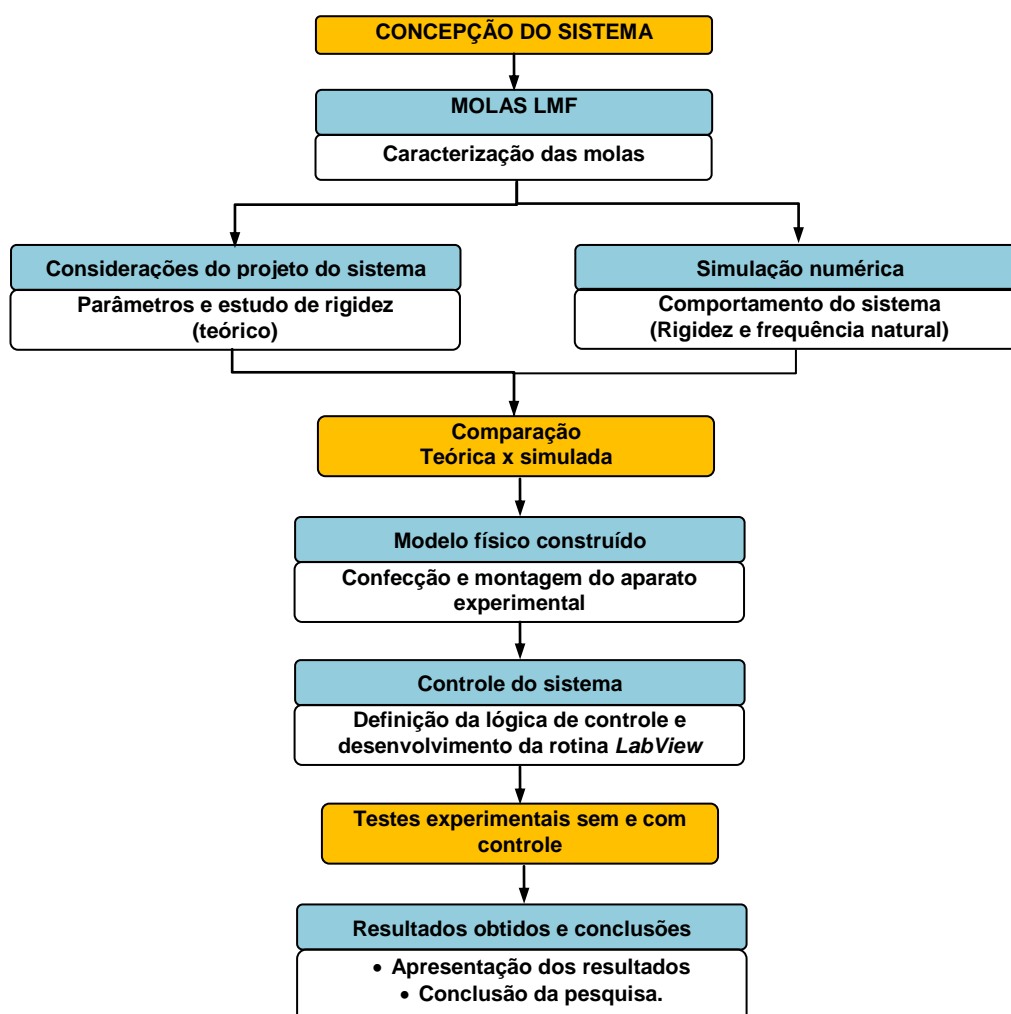 CONCEPÇÃO DO SISTEMA
MOLAS LMF
Caracterização das molas
Considerações do projeto do sistema
Parâmetros e estudo de rigidez
(teórico)
Simulação numérica
Comportamento do sistema
(Rigidez e frequência natural)
Comparação
Teórica x simulada
Modelo físico construído
Confecção e montagem do aparato
experimental
Controle do sistema
Definição da lógica de controle e
desenvolvimento da rotina LabView
Testes experimentais sem e com
controle
Resultados obtidos e conclusões
• Apresentação dos resultados
• Conclusão da pesquisa.